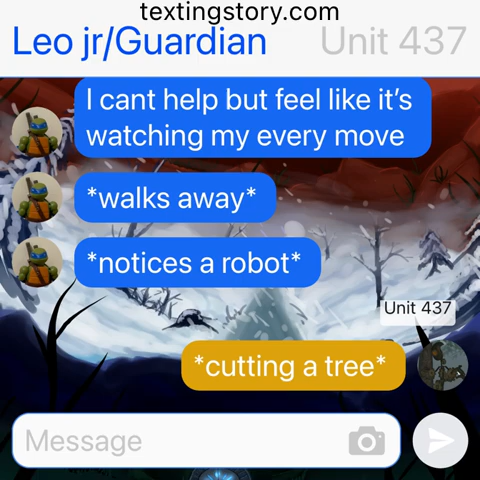 textingstory.com
Leo jr/Guardian Unit 437
I cant help but feel like it’s
watching my every move
*walks away*
*notices a robot*
Unit 437
*cutting a tree*
Message